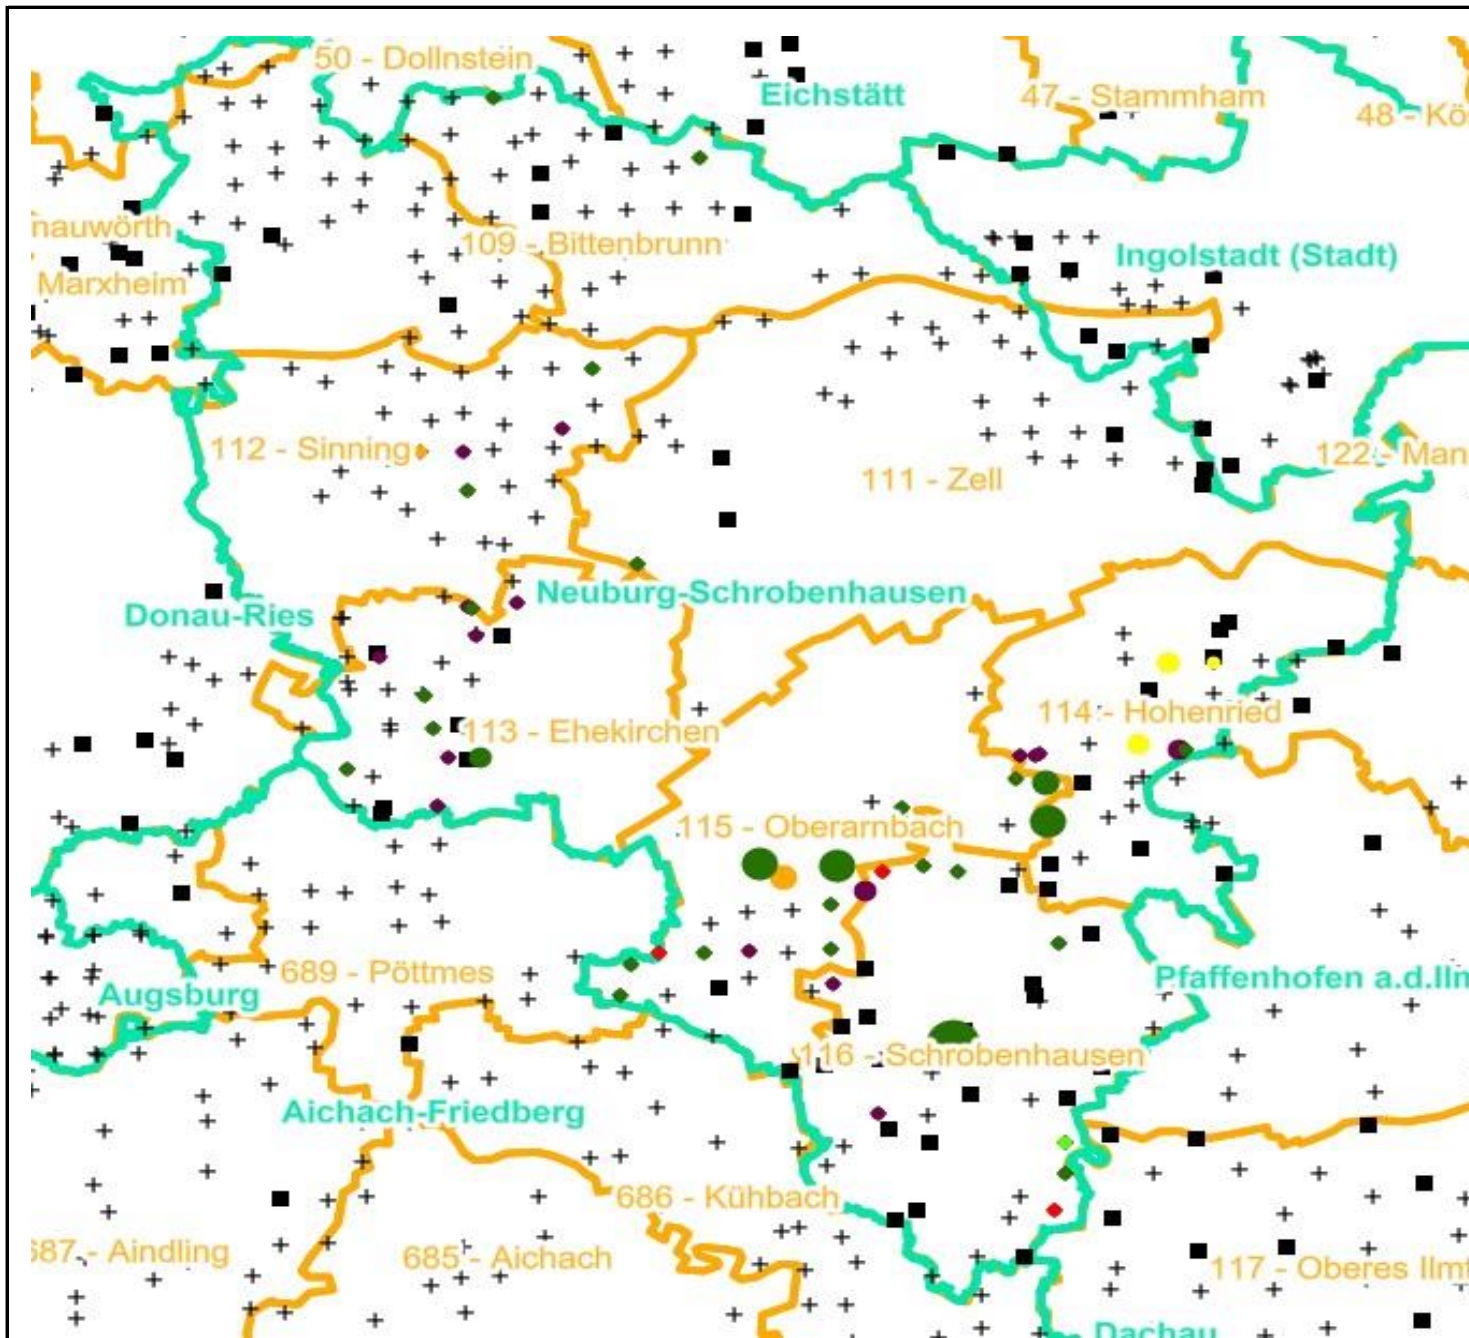 50 - Dollnstein
Eichstätt
47 - Stammham
48 - Kö
nauwörth
109 - Bittenbrunn
Ingolstadt (Stadt)
Marxheim
112 - Sinning
111 - Zell
122 - Man
Neuburg-Schrobenhausen
Donau-Ries
114 - Hohenried
113 - Ehekirchen
115 - Oberarnbach
689 - Pöttmes
Pfaffenhofen a.d.Ilm
Augsburg
116 - Schrobenhausen
Aichach-Friedberg
686 - Kühbach
687 - Aindling
685 - Aichach
117 - Oberes Ilmt
Dachau